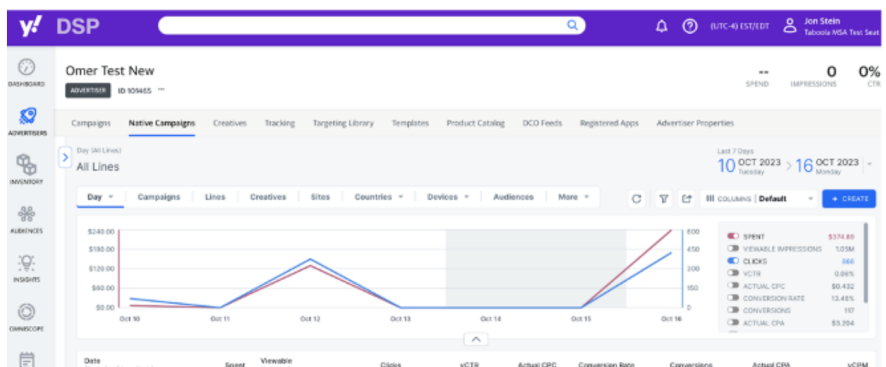 y! DSP
(UTC-4) EST/EDT
Jon Stein
Taboola MSA Test Seat
DASHBOARD
ADVERTISERS
INVENTORY
AUDIENCES
INSIGHTS
OMNISCOPE
Omer Test New
ADVERTISER ID 101465
-- SPEND
0 IMPRESSIONS
0% CTR
Campaigns Native Campaigns Creatives Tracking Targeting Library Templates Product Catalog DCO Feeds Registered Apps Advertiser Properties
Day (All Lines)
All Lines
Last 7 Days
10 OCT 2023 Tuesday > 16 OCT 2023 Monday
Day Campaigns Lines Creatives Sites Countries Devices Audiences More
COLUMNS Default
+ CREATE
$240.00
$180.00
$120.00
$60.00
$0.00
600
450
300
150
0
Oct 10 Oct 11 Oct 12 Oct 13 Oct 14 Oct 15 Oct 16
SPENT $374.80
VIEWABLE IMPRESSIONS 1.05M
CLICKS 866
VCTR
ACTUAL CPC $0.432
CONVERSION RATE 13.48%
CONVERSIONS 117
ACTUAL CPA $3.204
Date Spent Viewable Clicks vCTR Actual CPC Conversion Rate Conversions Actual CPA vCPM